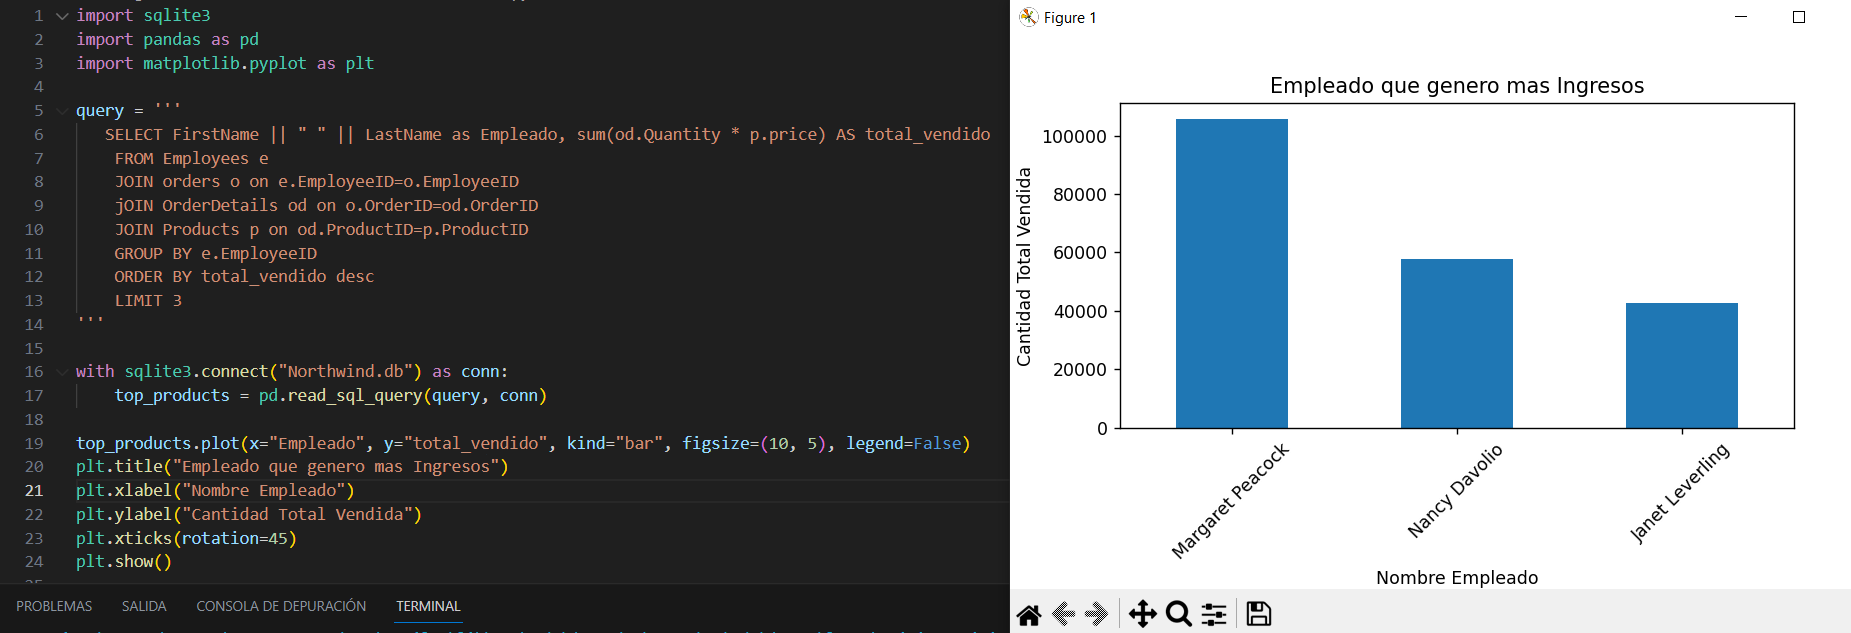 1 import sqlite3
2 import pandas as pd
3 import matplotlib.pyplot as plt
4
5 query = '''
6 SELECT FirstName || " " || LastName as Empleado, sum(od.Quantity * p.price) AS total_vendido
7 FROM Employees e
8 JOIN orders o on e.EmployeeID=o.EmployeeID
9 jOIN OrderDetails od on o.OrderID=od.OrderID
10 JOIN Products p on od.ProductID=p.ProductID
11 GROUP BY e.EmployeeID
12 ORDER BY total_vendido desc
13 LIMIT 3
14 '''
15
16 with sqlite3.connect("Northwind.db") as conn:
17 top_products = pd.read_sql_query(query, conn)
18
19 top_products.plot(x="Empleado", y="total_vendido", kind="bar", figsize=(10, 5), legend=False)
20 plt.title("Empleado que genero mas Ingresos")
21 plt.xlabel("Nombre Empleado")
22 plt.ylabel("Cantidad Total Vendida")
23 plt.xticks(rotation=45)
24 plt.show()
PROBLEMAS SALIDA CONSOLA DE DEPURACIÓN TERMINAL
Figure 1
Empleado que genero mas Ingresos
Cantidad Total Vendida
100000
80000
60000
40000
20000
0
Margaret Peacock
Nancy Davolio
Janet Leverling
Nombre Empleado